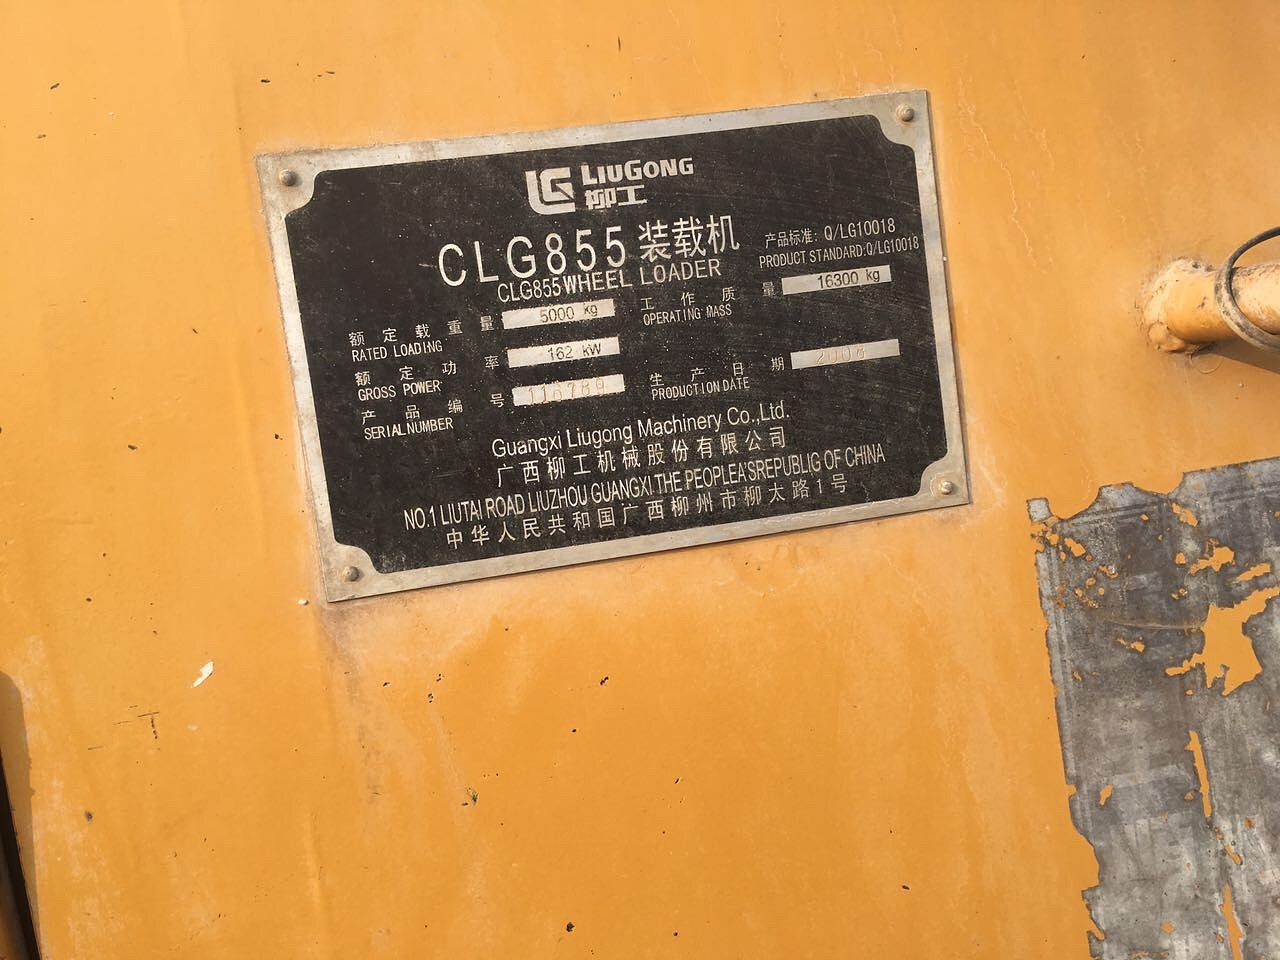 LG LIUGONG
柳工
CLG855 装载机
CLG855 WHEEL LOADER
产品标准: Q/LG10018
PRODUCT STANDARD:Q/LG10018
额定载重量 5000 kg
RATED LOADING
工作质量 16300 kg
OPERATING MASS
额定功率 162 kW
GROSS POWER
产品编号
SERIAL NUMBER
生产日期
PRODUCTION DATE
Guangxi Liugong Machinery Co.,Ltd.
广西柳工机械股份有限公司
NO.1 LIUTAI ROAD LIUZHOU GUANGXI THE PEOPLEA'SREPUBLIG OF CHINA
中华人民共和国广西柳州市柳太路1号